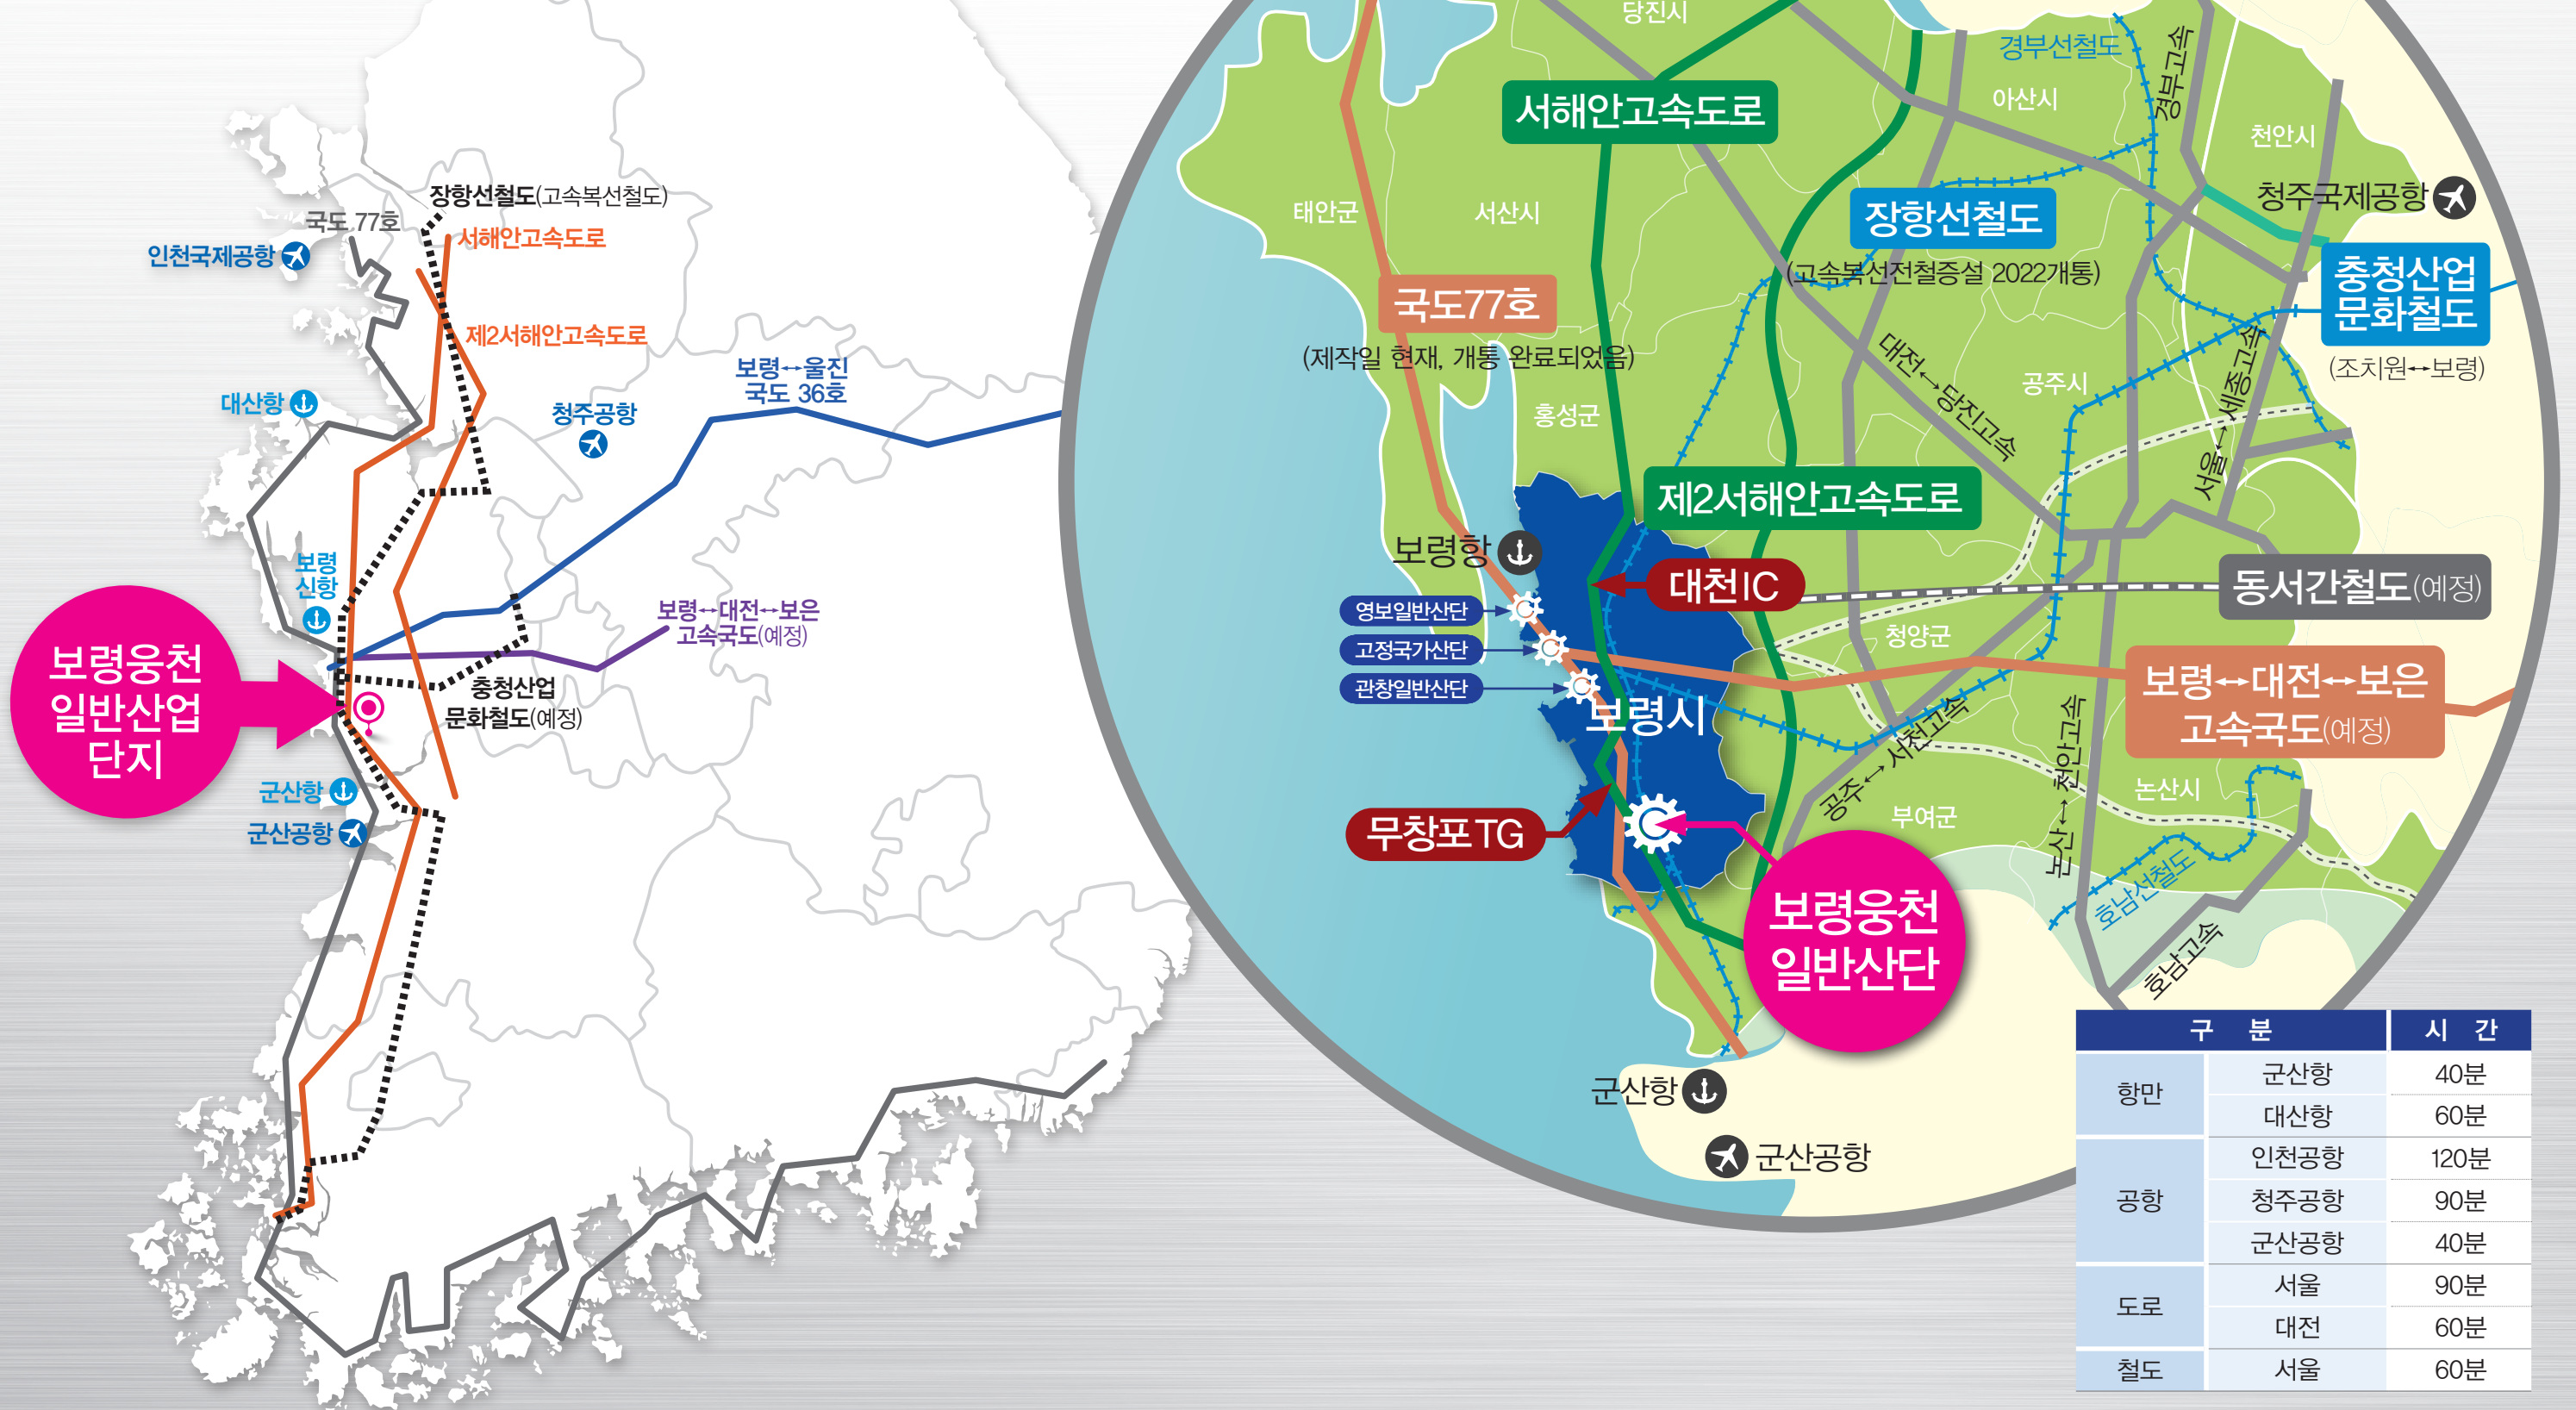 장항선철도(고속복선철도)
국도 77호
서해안고속도로
인천국제공항
제2서해안고속도로
보령↔울진
국도 36호
대산항
청주공항
보령
신항
보령↔대전↔보은
고속국도(예정)
보령웅천
일반산업
단지
충청산업
문화철도(예정)
군산항
군산공항
당진시
경부선철도
경부고속
서해안고속도로
아산시
천안시
청주국제공항
태안군
서산시
장항선철도
(고속복선전철증설 2022개통)
국도77호
(제작일 현재, 개통 완료되었음)
충청산업
문화철도
(조치원↔보령)
대전↔당진고속
공주시
서울↔세종고속
홍성군
제2서해안고속도로
보령항
대천IC
동서간철도(예정)
영보일반산단
고정국가산단
관창일반산단
청양군
보령시
보령↔대전↔보은
고속국도(예정)
공주↔서천고속
논산↔천안고속
논산시
부여군
무창포TG
호남선철도
호남고속
보령웅천
일반산단
군산항
군산공항
구 분 시 간
항만 군산항 40분
대산항 60분
공항 인천공항 120분
청주공항 90분
군산공항 40분
도로 서울 90분
대전 60분
철도 서울 60분